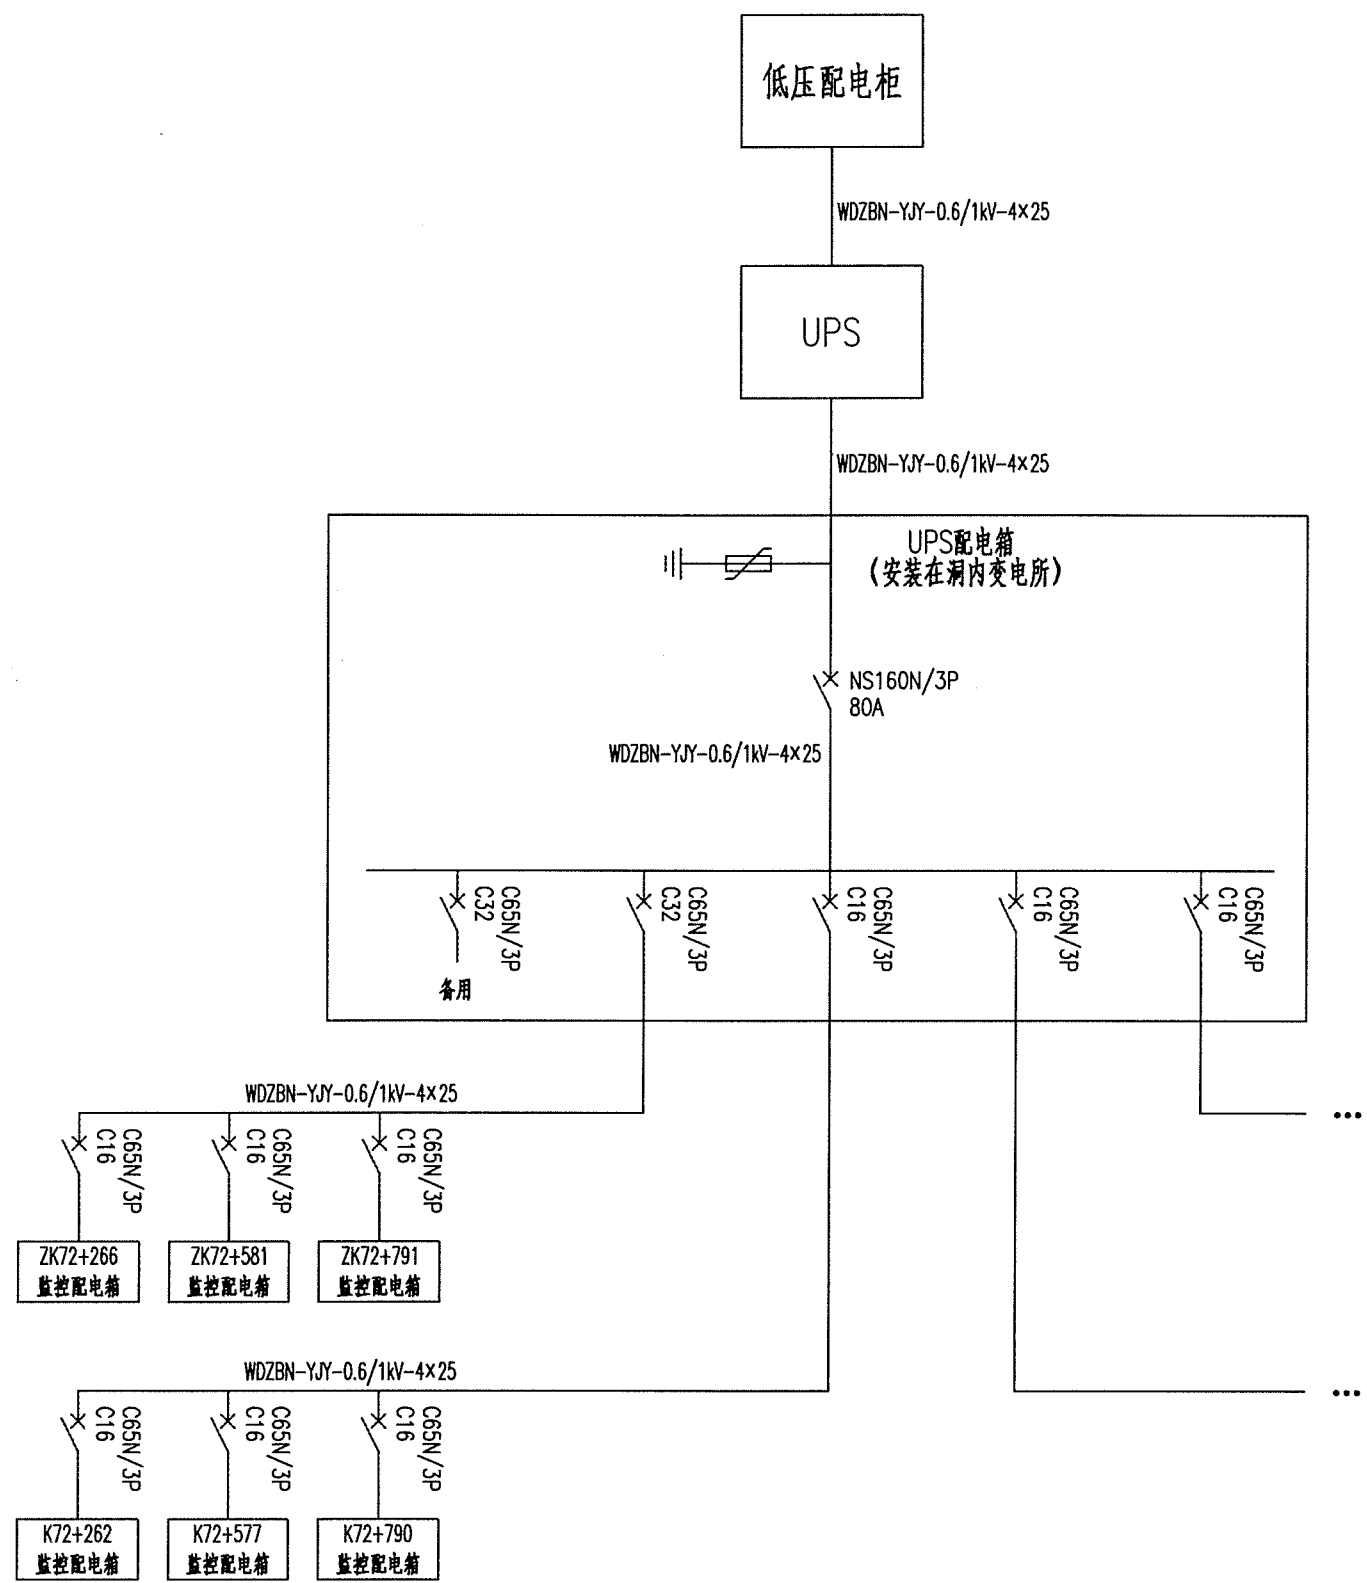 低压配电柜
WDZBN-YJY-0.6/1kV-4×25
UPS
WDZBN-YJY-0.6/1kV-4×25
UPS配电箱
(安装在洞内变电所)
NS160N/3P
80A
WDZBN-YJY-0.6/1kV-4×25
C65N/3P
C32
备用
C65N/3P
C32
C65N/3P
C16
C65N/3P
C16
C65N/3P
C16
WDZBN-YJY-0.6/1kV-4×25
...
C65N/3P
C16
C65N/3P
C16
C65N/3P
C16
ZK72+266
监控配电箱
ZK72+581
监控配电箱
ZK72+791
监控配电箱
WDZBN-YJY-0.6/1kV-4×25
...
C65N/3P
C16
C65N/3P
C16
C65N/3P
C16
K72+262
监控配电箱
K72+577
监控配电箱
K72+790
监控配电箱